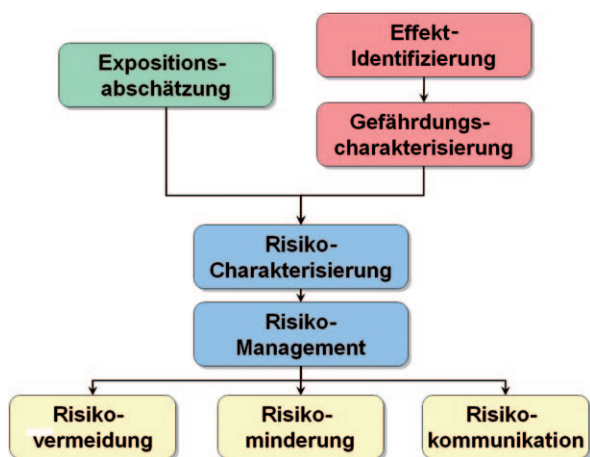 Expositions-
abschätzung
Effekt-
Identifizierung
Gefährdungs-
charakterisierung
Risiko-
Charakterisierung
Risiko-
Management
Risiko-
vermeidung
Risiko-
minderung
Risiko-
kommunikation